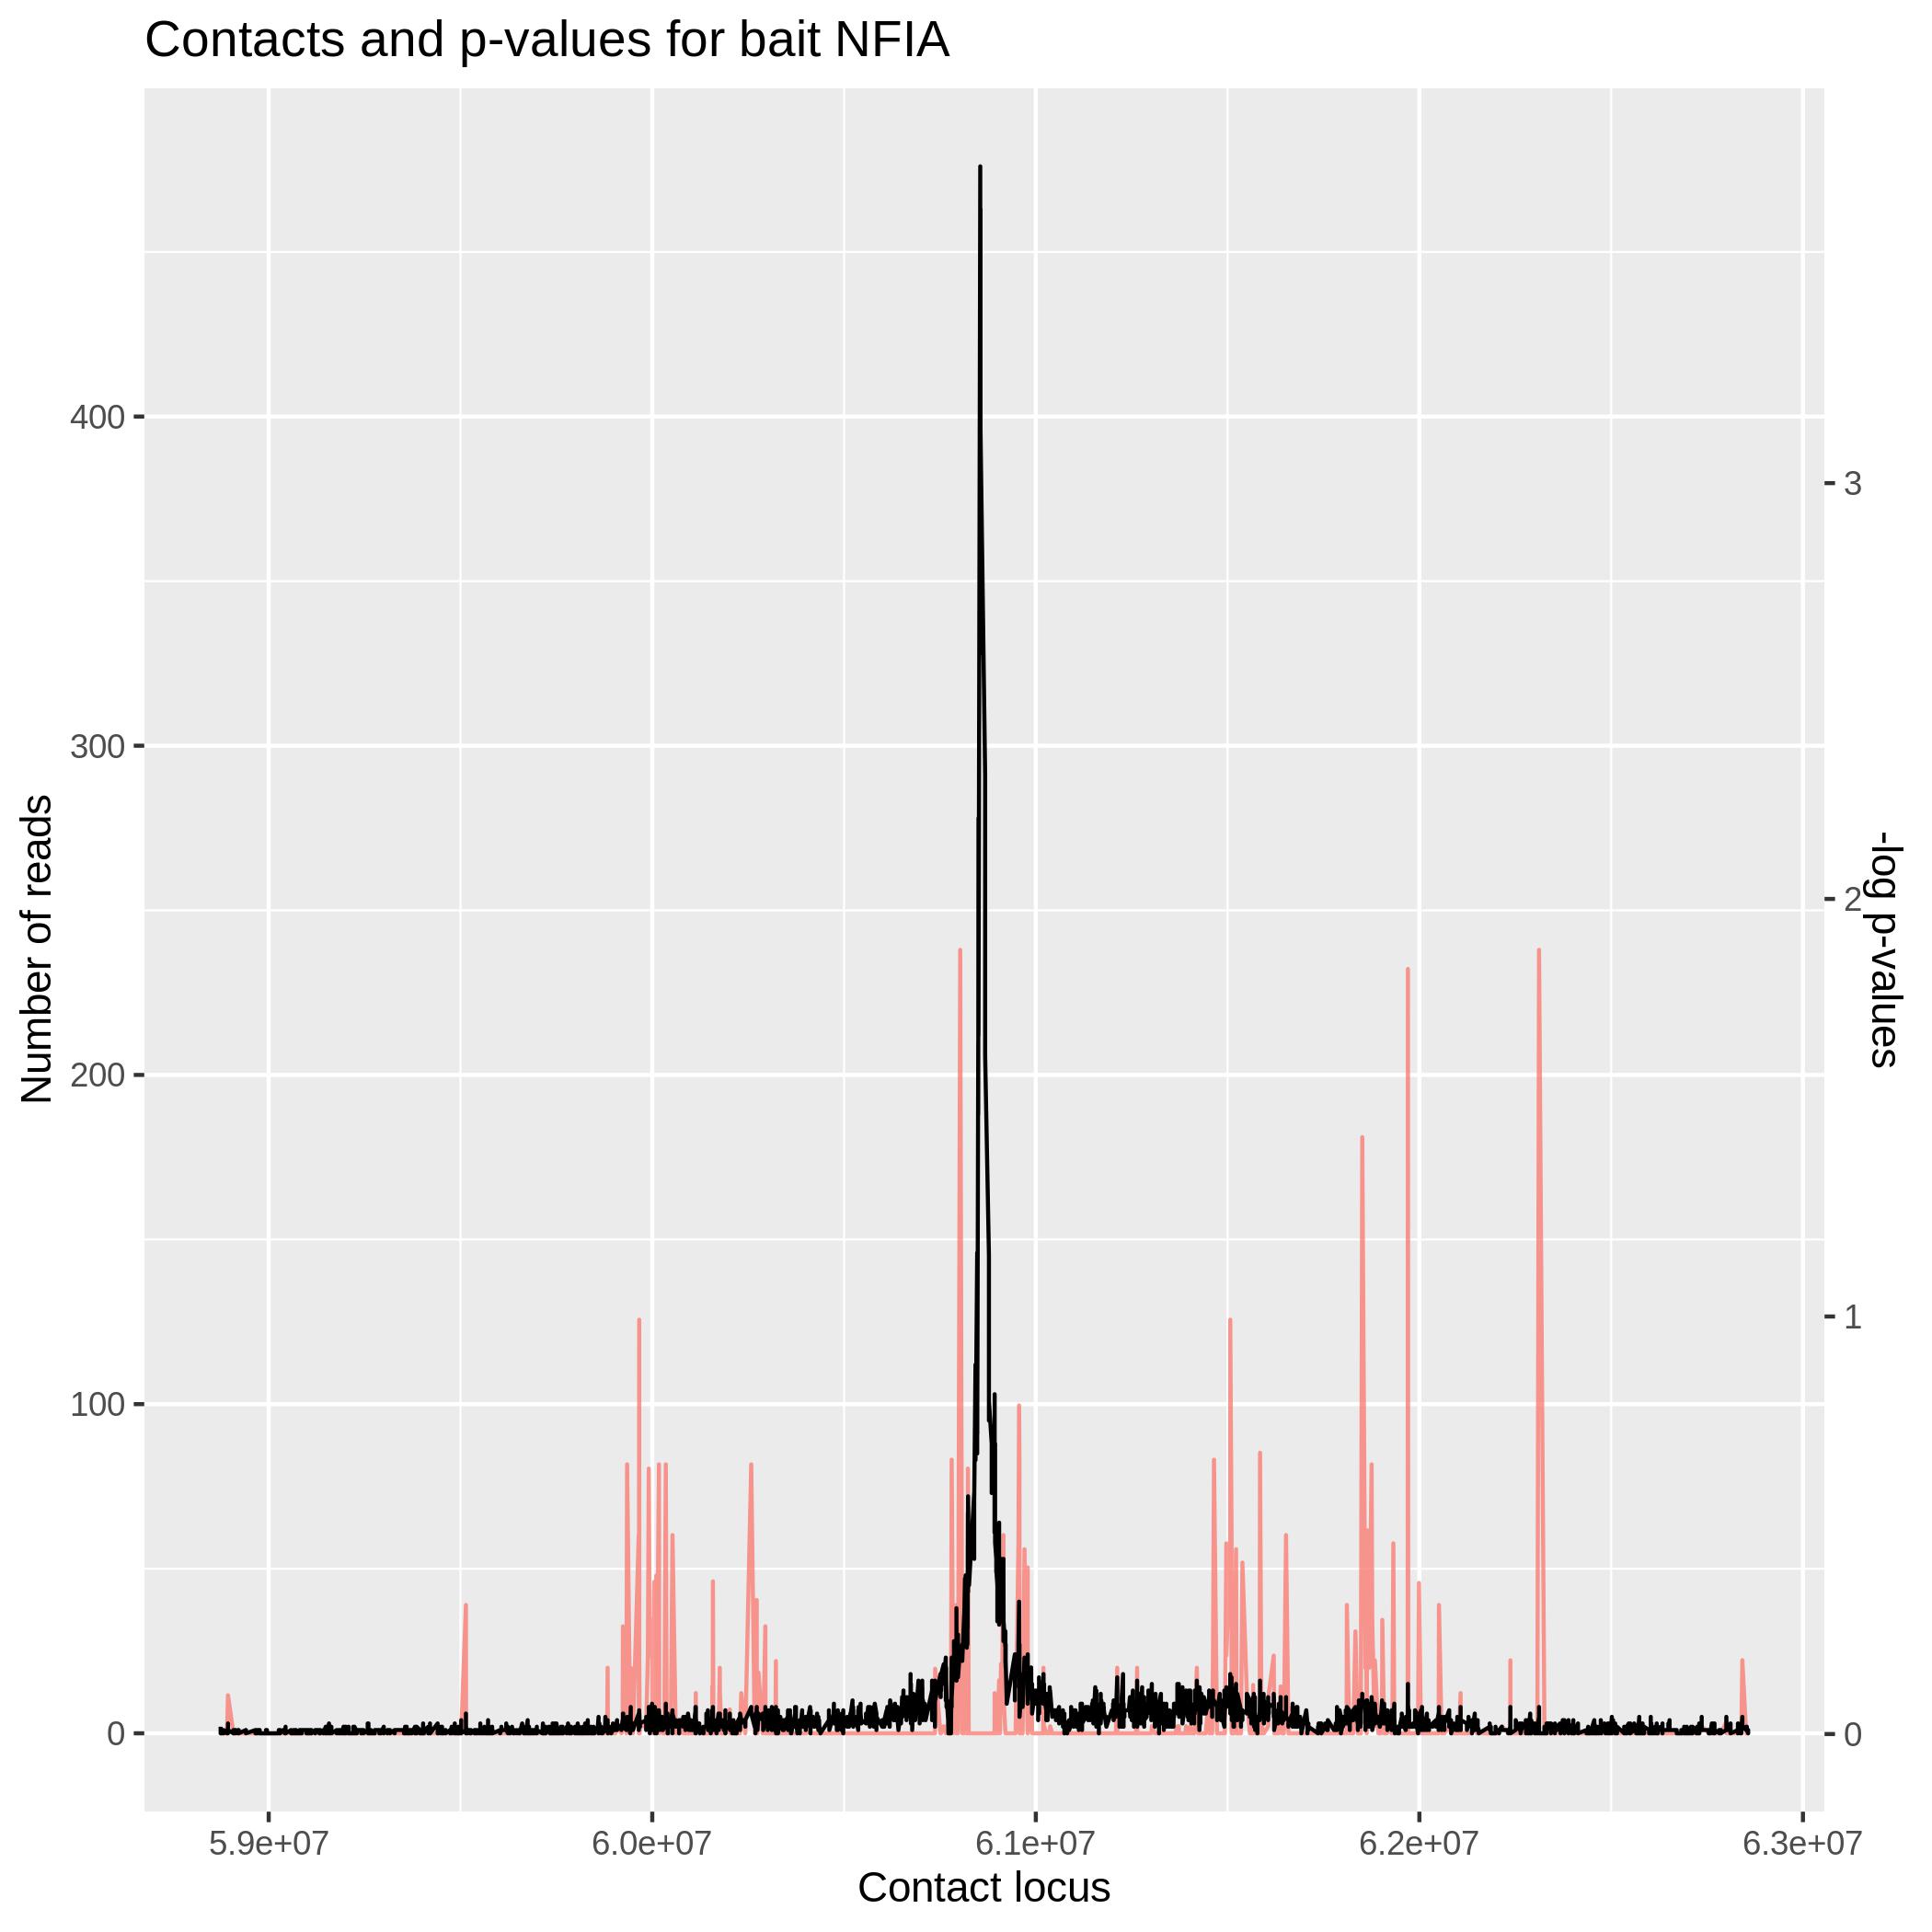 Contacts and p-values for bait NFIA
Number of reads
400
300
200
100
0
3
2
1
0
-log p-values
5.9e+07 6.0e+07 6.1e+07 6.2e+07 6.3e+07
Contact locus